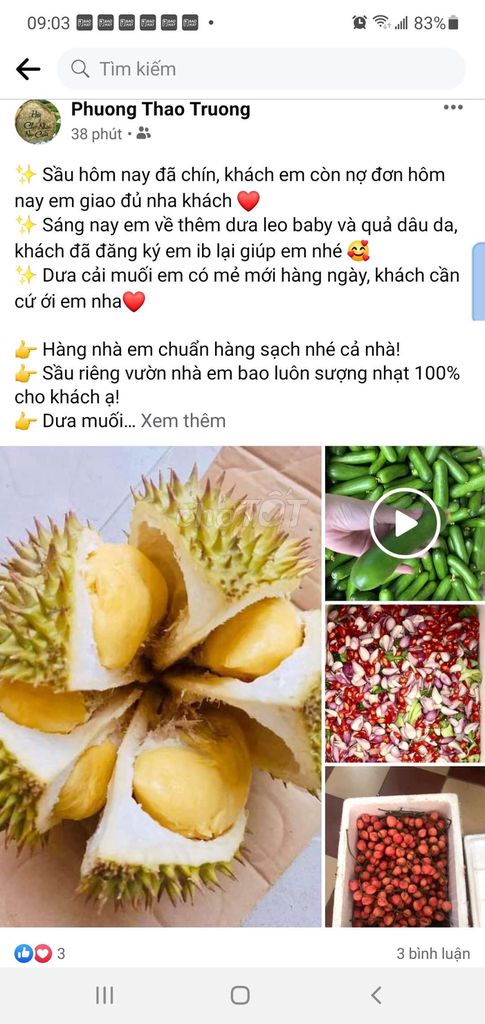 09:03
83%
Tìm kiếm
Phuong Thao Truong
38 phút •
✨ Sầu hôm nay đã chín, khách em còn nợ đơn hôm
nay em giao đủ nha khách ❤️
✨ Sáng nay em về thêm dưa leo baby và quả dâu da,
khách đã đăng ký em ib lại giúp em nhé 🥰
✨ Dưa cải muối em có mẻ mới hàng ngày, khách cần
cứ ới em nha❤️
👉 Hàng nhà em chuẩn hàng sạch nhé cả nhà!
👉 Sầu riêng vườn nhà em bao luôn sượng nhạt 100%
cho khách ạ!
👉 Dưa muối... Xem thêm
chợTỐT
3
3 bình luận